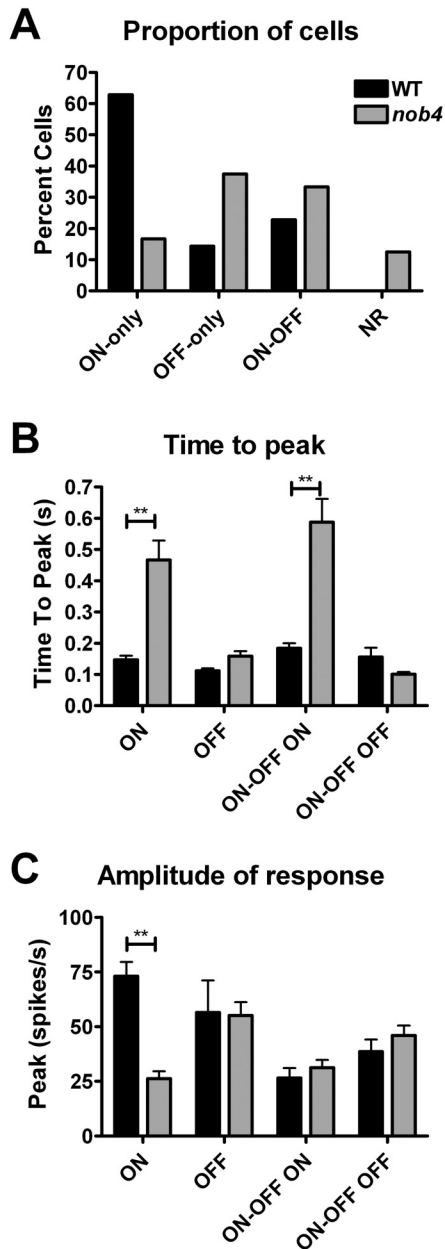 A Proportion of cells
WT
nob4
Percent Cells
70
60
50
40
30
20
10
0
ON-only
OFF-only
ON-OFF
NR
B Time to peak
Time To Peak (s)
0.7
0.6
0.5
0.4
0.3
0.2
0.1
0.0
**
**
ON
OFF
ON-OFF ON
ON-OFF OFF
C Amplitude of response
Peak (spikes/s)
100
75
50
25
0
**
ON
OFF
ON-OFF ON
ON-OFF OFF